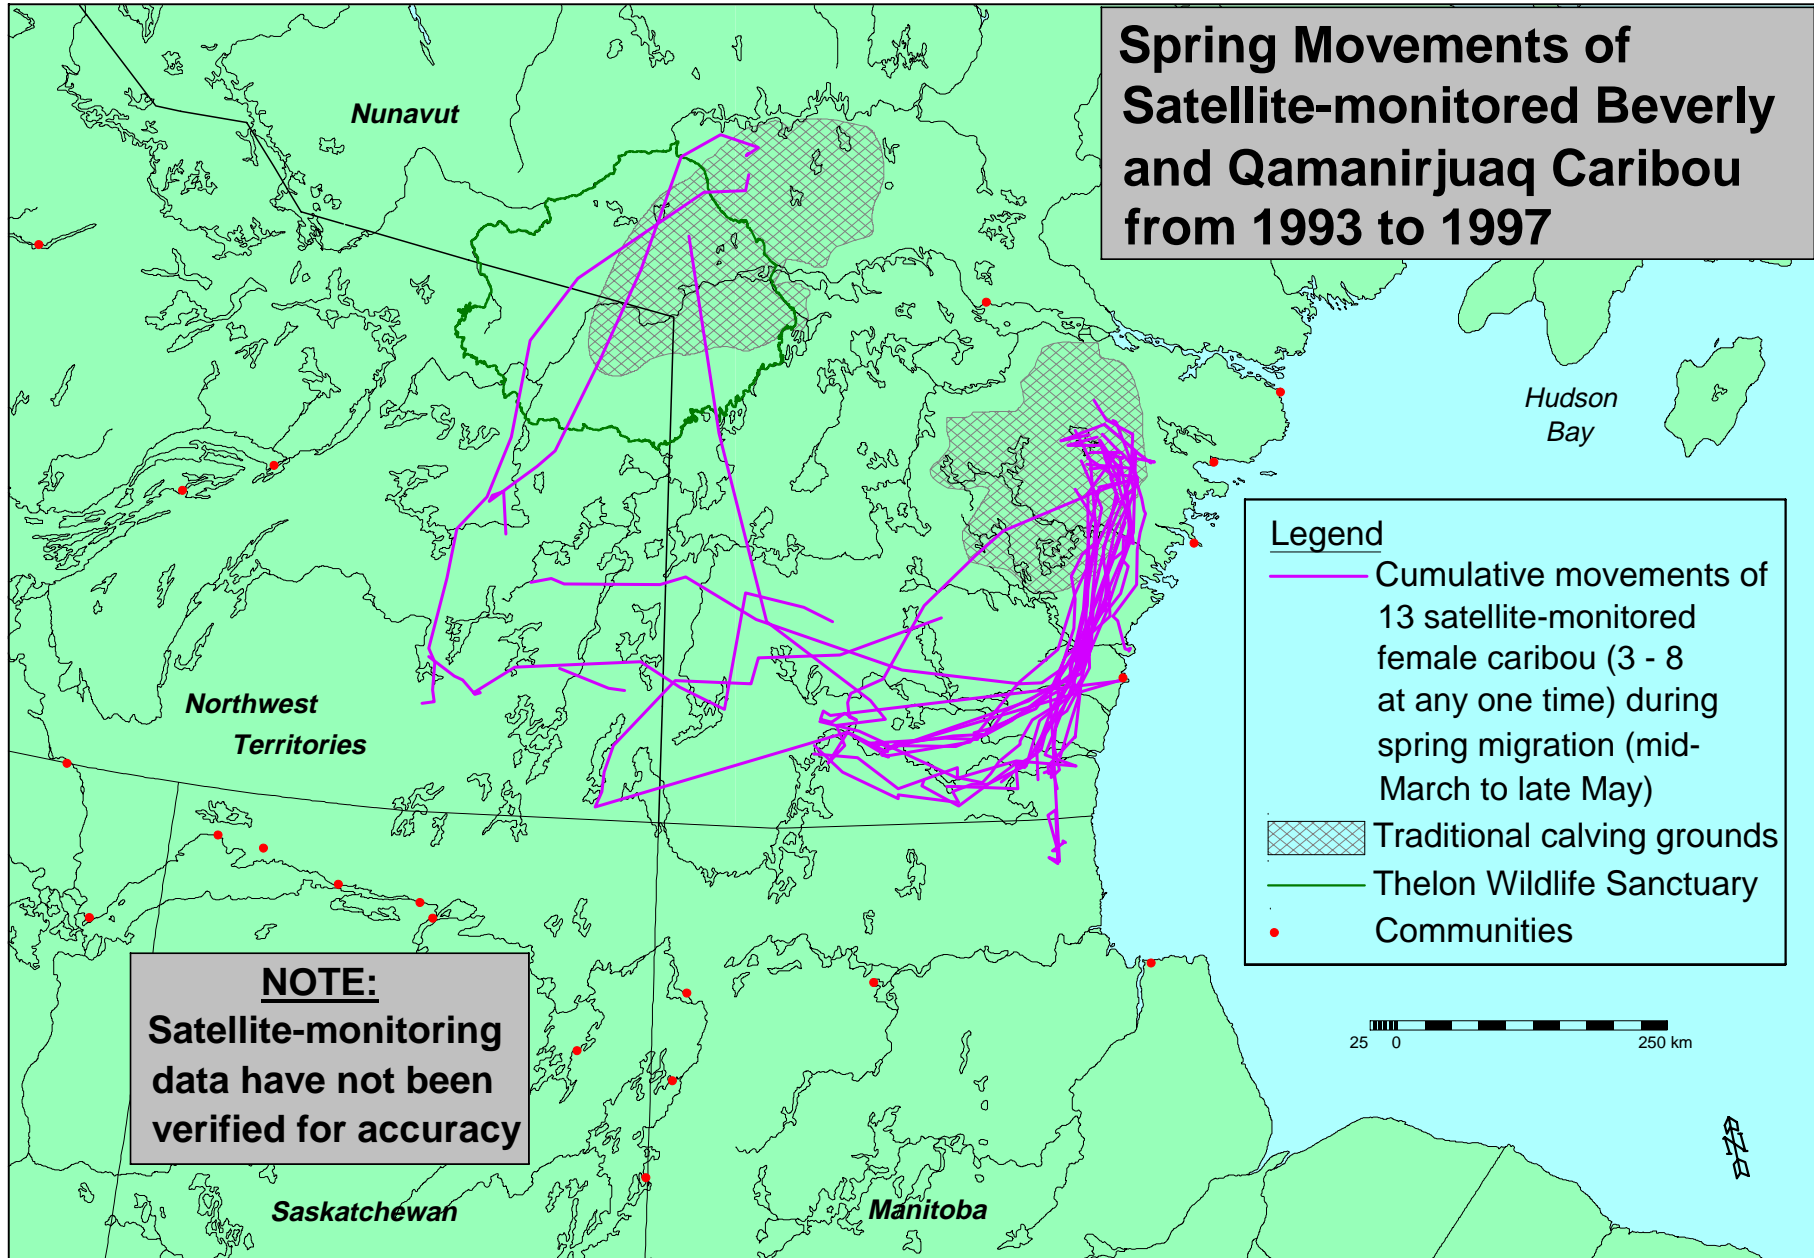 Spring Movements of
Satellite-monitored Beverly
and Qamanirjuaq Caribou
from 1993 to 1997
Nunavut
Hudson
Bay
Legend
Cumulative movements of
13 satellite-monitored
female caribou (3 - 8
at any one time) during
spring migration (mid-
March to late May)
Traditional calving grounds
Thelon Wildlife Sanctuary
Communities
Northwest
Territories
NOTE:
Satellite-monitoring
data have not been
verified for accuracy
25 0 250 km
N
Saskatchewan
Manitoba